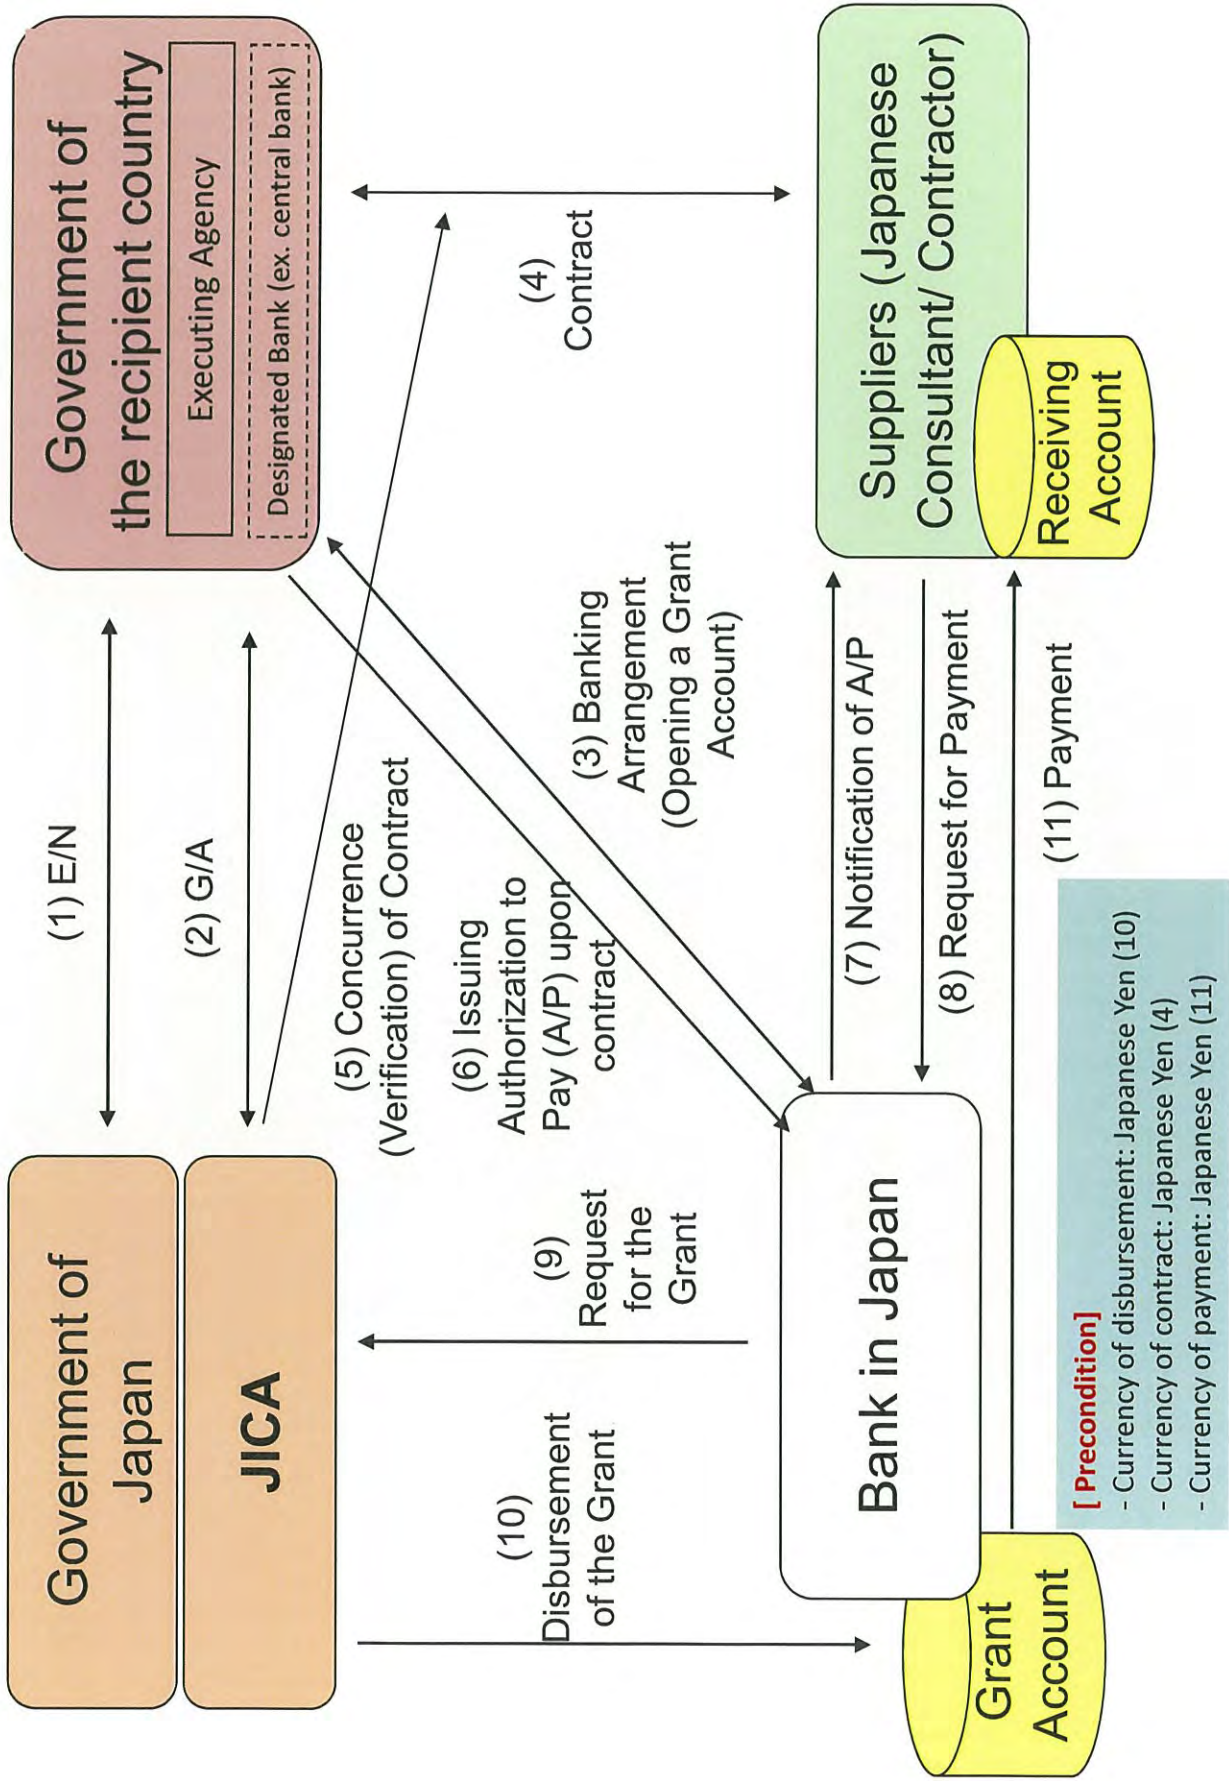 Government of
Japan
JICA
(1) E/N
(2) G/A
Government of
the recipient country
Executing Agency
Designated Bank (ex. central bank)
(5) Concurrence
(Verification) of Contract
(6) Issuing
Authorization to
Pay (A/P) upon
contract
(4)
Contract
(3) Banking
Arrangement
(Opening a Grant
Account)
(9)
Request
for the
Grant
(10)
Disbursement
of the Grant
Bank in Japan
Grant
Account
(7) Notification of A/P
(8) Request for Payment
(11) Payment
Suppliers (Japanese
Consultant/ Contractor)
Receiving
Account
[ Precondition]
- Currency of disbursement: Japanese Yen (10)
- Currency of contract: Japanese Yen (4)
- Currency of payment: Japanese Yen (11)